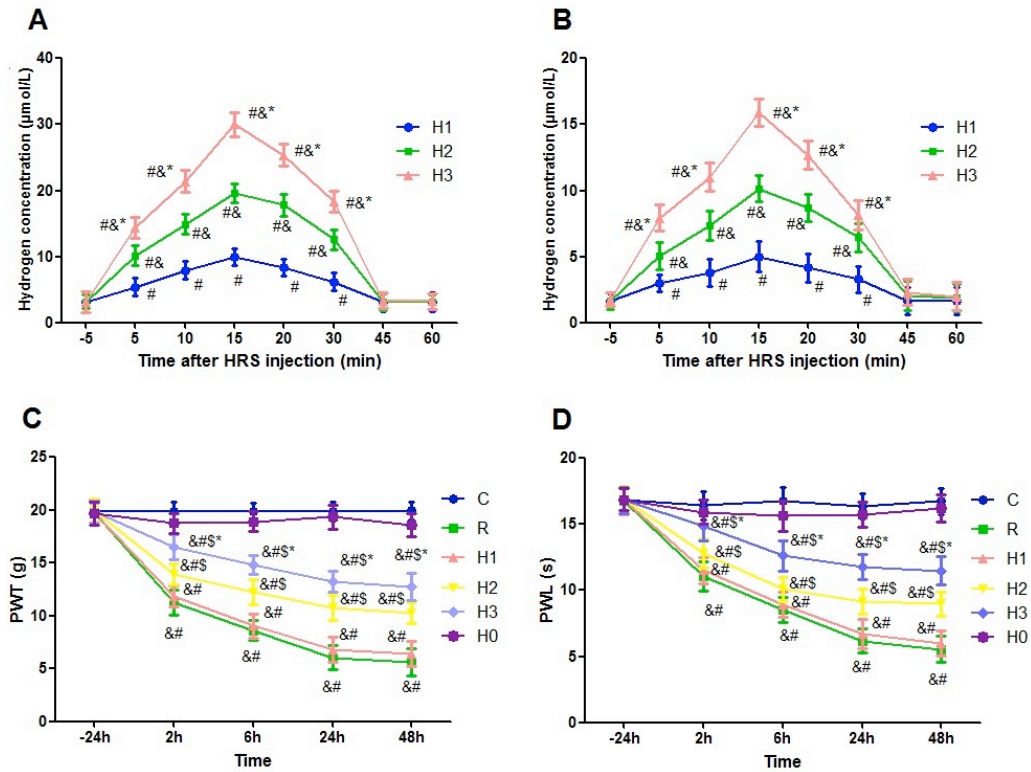 A
Hydrogen concentration (μmol/L)
40
30
20
10
0
#&*
#&*
#&*
#&*
#&*
#&
#&
#&
#&
#&
#
#
#
#
#
H1
H2
H3
-5 5 10 15 20 30 45 60
Time after HRS injection (min)
B
Hydrogen concentration (μmol/L)
20
15
10
5
0
#&*
#&*
#&*
#&*
#&*
#&
#&
#&
#&
#&
#
#
#
#
#
H1
H2
H3
-5 5 10 15 20 30 45 60
Time after HRS injection (min)
C
PWT (g)
25
20
15
10
5
0
&#$* &#$* &#$* &#$*
&#$ &#$ &#$ &#$
&# &# &# &#
&# &# &# &#
C
R
H1
H2
H3
H0
-24h 2h 6h 24h 48h
Time
D
PWL (s)
20
15
10
5
0
&#$* &#$* &#$* &#$*
&#$ &#$ &#$ &#$
&# &# &# &#
&# &# &# &#
C
R
H1
H2
H3
H0
-24h 2h 6h 24h 48h
Time